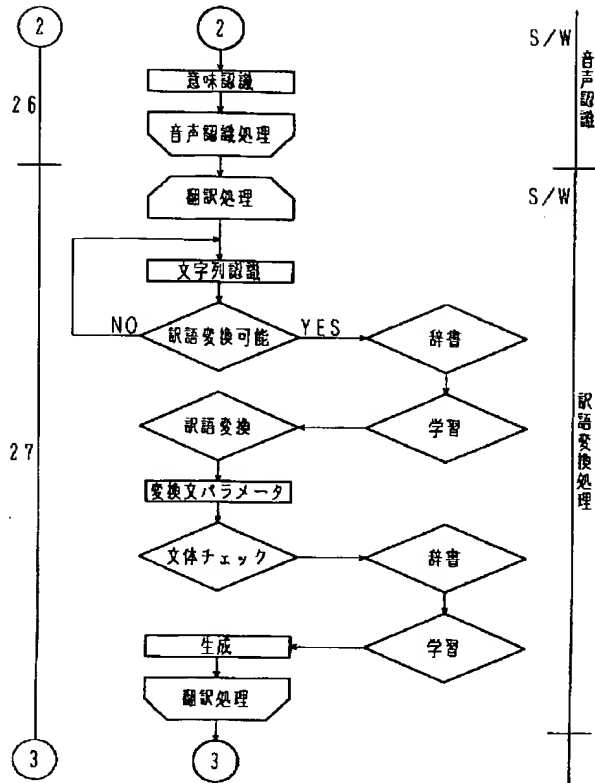 2
2
S/W
意味認識
音声認識
26
音声認識処理
翻訳処理
S/W
文字列認識
NO
訳語変換可能
YES
辞書
訳語変換
学習
訳語変換処理
27
変換文パラメータ
文体チェック
辞書
生成
学習
翻訳処理
3
3